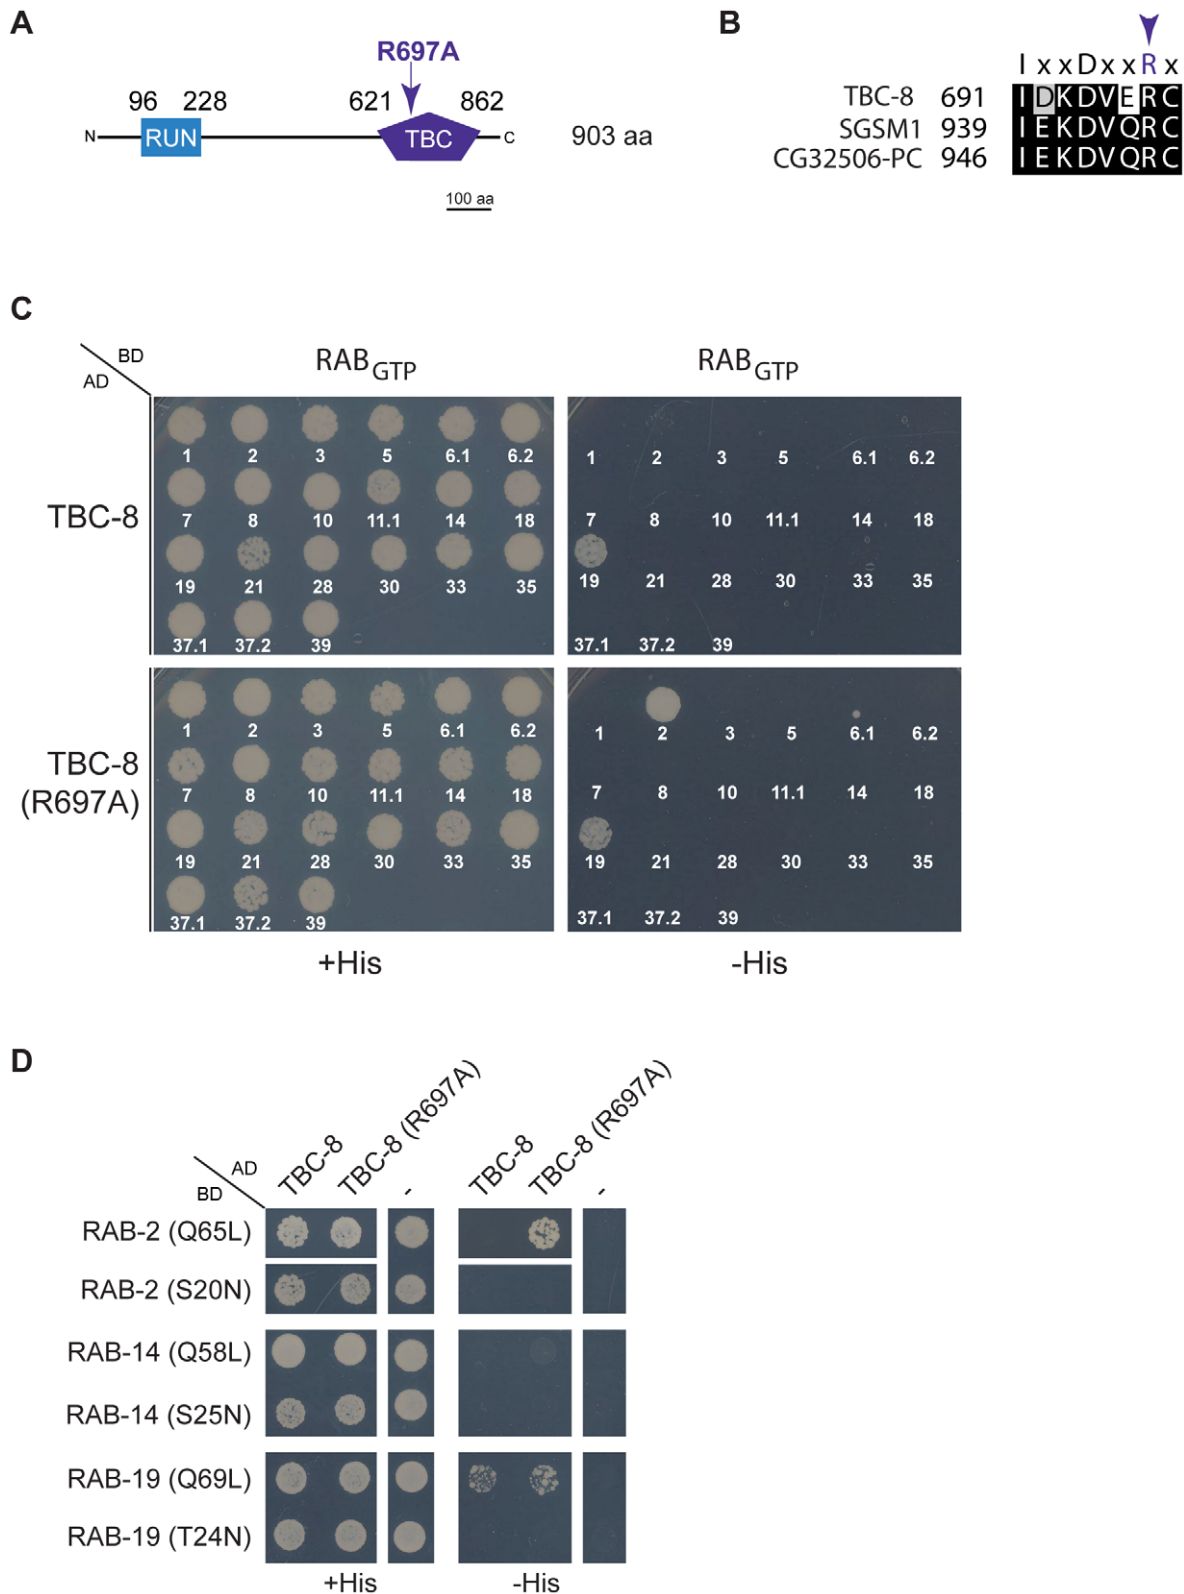 A
R697A
96 228 621 862
N RUN TBC C 903 aa
100 aa
B
I x x D x x R x
TBC-8 691 I D K D V E R C
SGSM1 939 I E K D V Q R C
CG32506-PC 946 I E K D V Q R C
C
BD
AD
RAB GTP RAB GTP
TBC-8
1 2 3 5 6.1 6.2
7 8 10 11.1 14 18
19 21 28 30 33 35
37.1 37.2 39
1 2 3 5 6.1 6.2
7 8 10 11.1 14 18
19 21 28 30 33 35
37.1 37.2 39
TBC-8
(R697A)
1 2 3 5 6.1 6.2
7 8 10 11.1 14 18
19 21 28 30 33 35
37.1 37.2 39
1 2 3 5 6.1 6.2
7 8 10 11.1 14 18
19 21 28 30 33 35
37.1 37.2 39
+His -His
D
AD
BD
TBC-8 TBC-8 (R697A) - TBC-8 TBC-8 (R697A) -
RAB-2 (Q65L)
RAB-2 (S20N)
RAB-14 (Q58L)
RAB-14 (S25N)
RAB-19 (Q69L)
RAB-19 (T24N)
+His -His